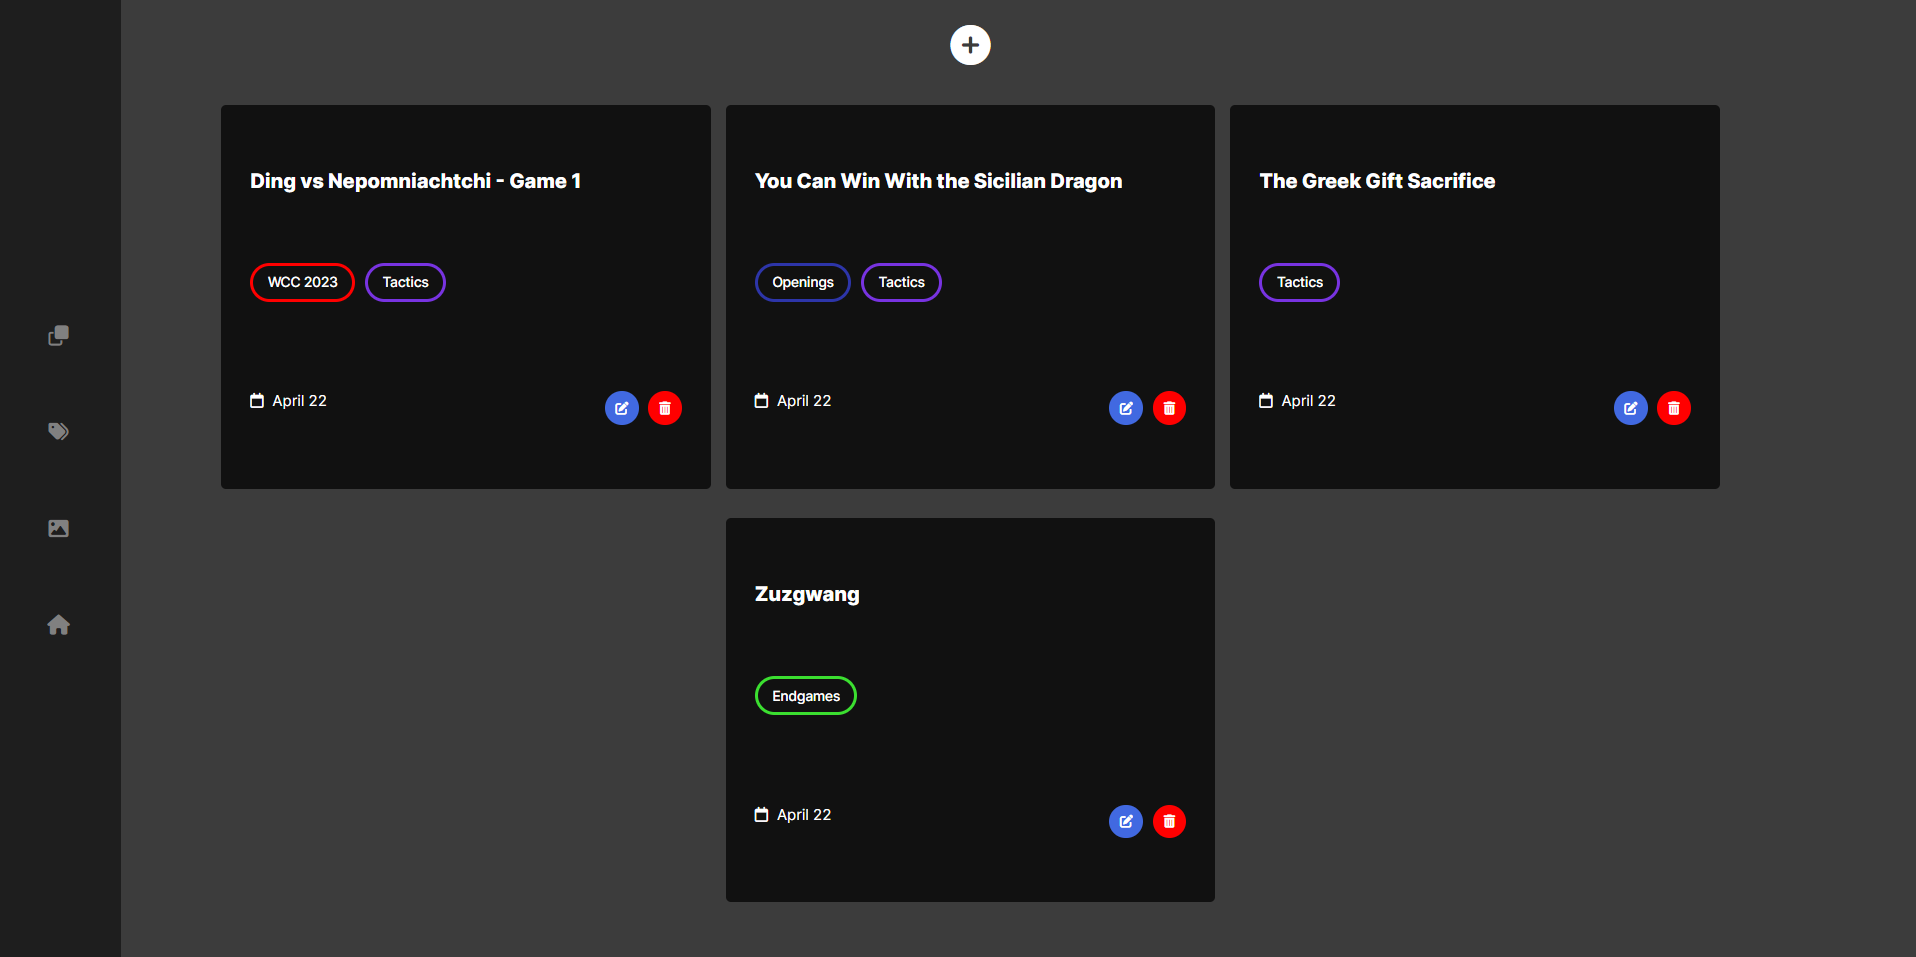 Ding vs Nepomniachtchi - Game 1
WCC 2023 Tactics
April 22
You Can Win With the Sicilian Dragon
Openings Tactics
April 22
The Greek Gift Sacrifice
Tactics
April 22
Zuzgwang
Endgames
April 22